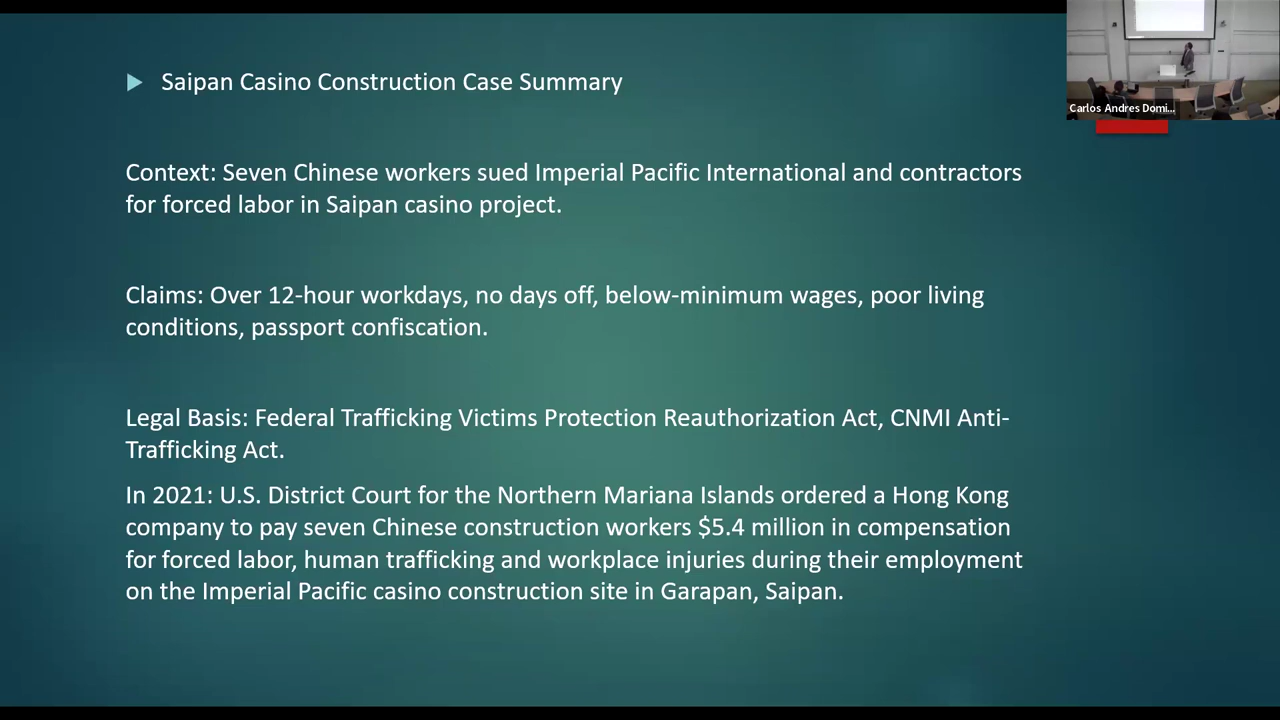 Saipan Casino Construction Case Summary
Context: Seven Chinese workers sued Imperial Pacific International and contractors
for forced labor in Saipan casino project.
Claims: Over 12-hour workdays, no days off, below-minimum wages, poor living
conditions, passport confiscation.
Legal Basis: Federal Trafficking Victims Protection Reauthorization Act, CNMI Anti-
Trafficking Act.
In 2021: U.S. District Court for the Northern Mariana Islands ordered a Hong Kong
company to pay seven Chinese construction workers $5.4 million in compensation
for forced labor, human trafficking and workplace injuries during their employment
on the Imperial Pacific casino construction site in Garapan, Saipan.
Carlos Andres Domi...